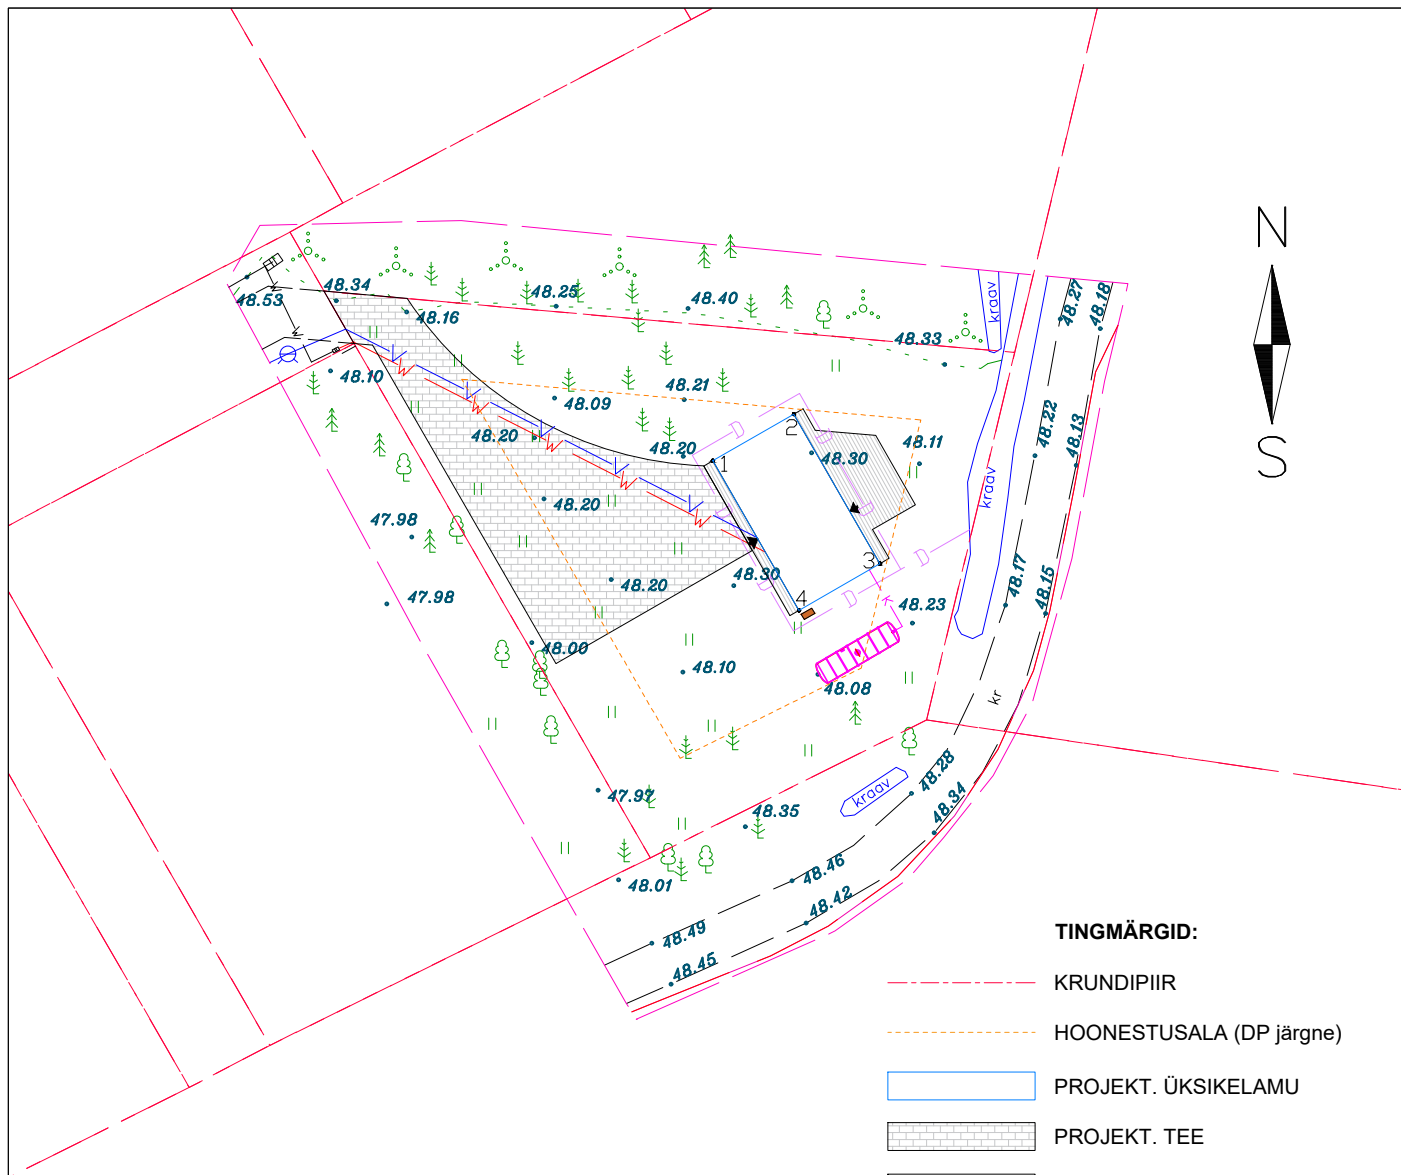 N
S
48.53
48.34
48.16
48.25
48.40
48.33
kraav
48.27
48.18
48.10
48.09
48.21
48.20
48.20
48.11
48.22
48.13
1
2
D
D
48.30
D
D
kraav
47.98
48.20
48.20
48.30
3
D
D
D
D
4
K
48.17
48.15
47.98
48.23
48.00
48.10
48.08
kr
47.97
48.35
kraav
48.28
48.34
48.01
48.46
48.42
48.49
48.45
TINGMÄRGID:
KRUNDIPIIR
HOONESTUSALA (DP järgne)
PROJEKT. ÜKSIKELAMU
PROJEKT. TEE